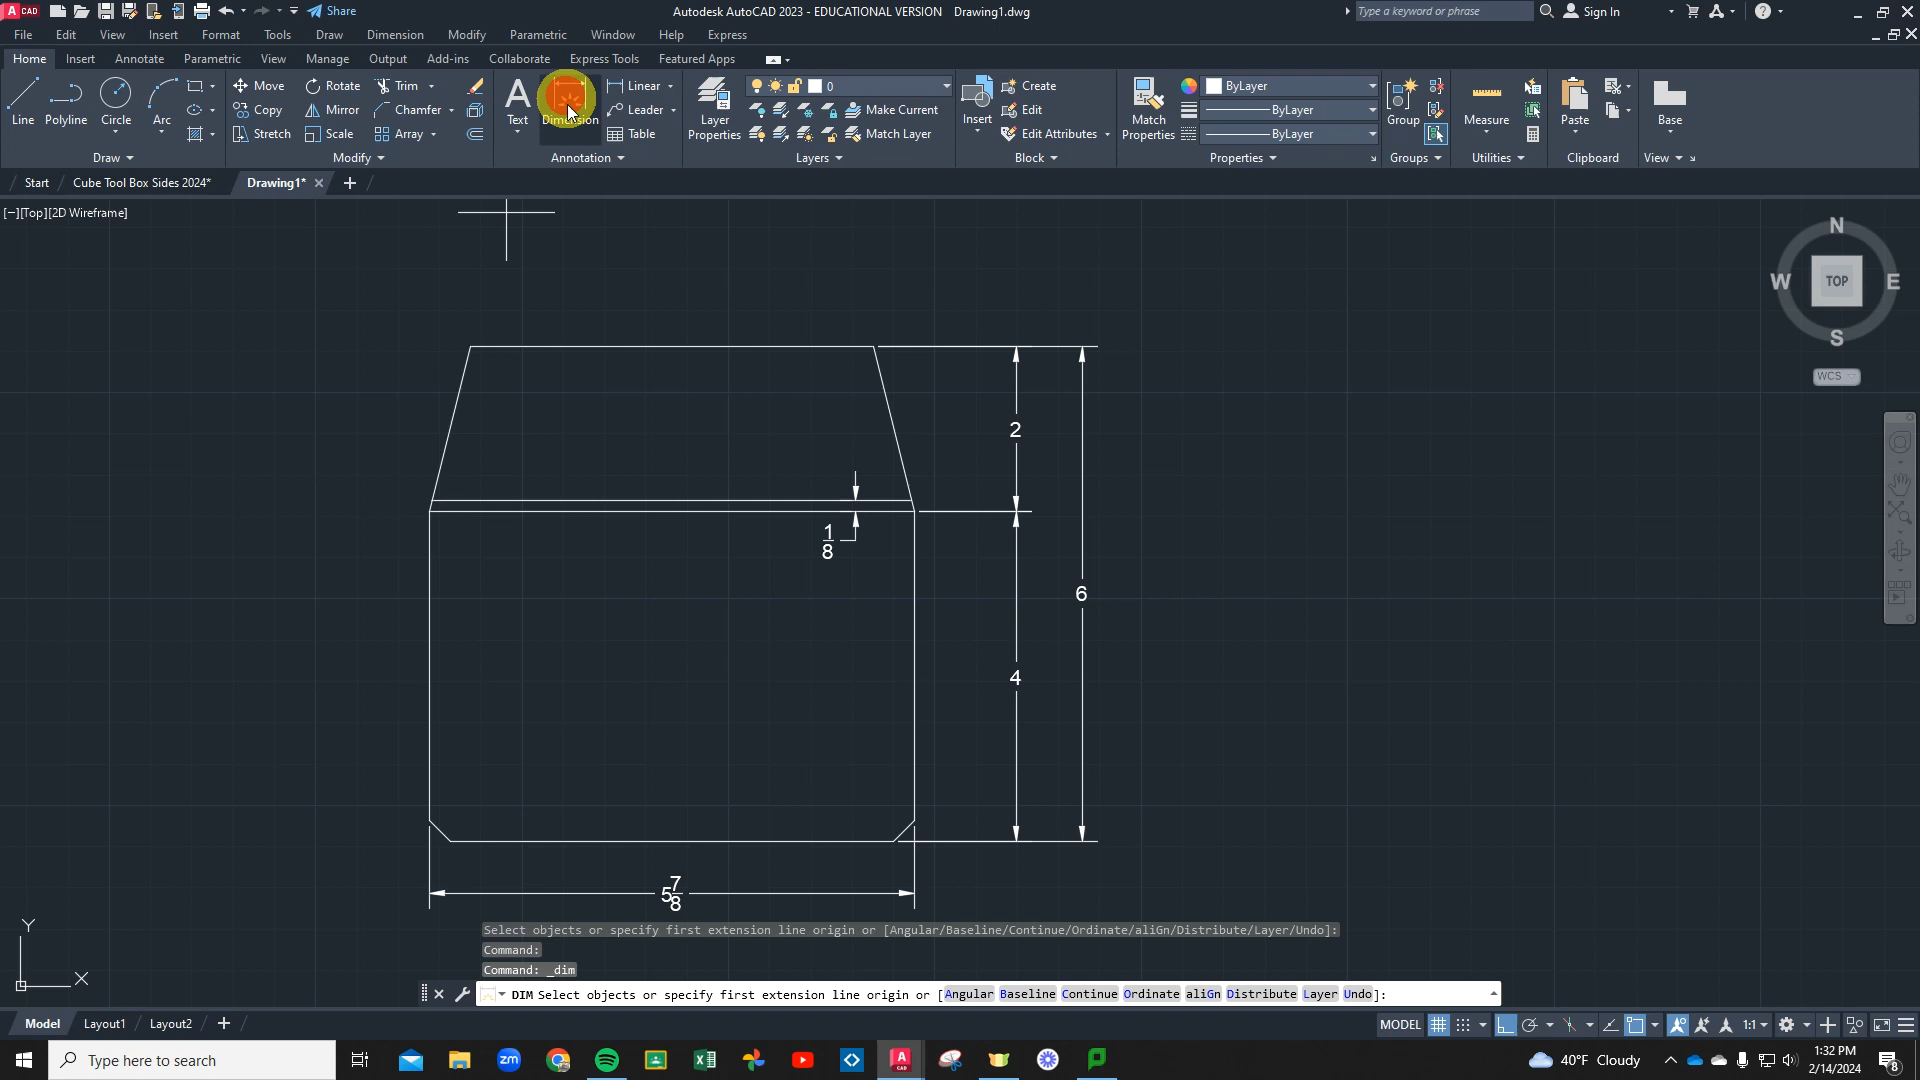 A CAD Share Autodesk AutoCAD 2023 - EDUCATIONAL VERSION Drawing1.dwg Type a keyword or phrase Sign In
File Edit View Insert Format Tools Draw Dimension Modify Parametric Window Help Express
Home Insert Annotate Parametric View Manage Output Add-ins Collaborate Express Tools Featured Apps
Line Polyline Circle Arc
Move Rotate Trim
Copy Mirror Chamfer
Stretch Scale Array
Text Dimension
Linear
Leader
Table
Layer
Properties
0
Make Current
Match Layer
Insert
Create
Edit
Edit Attributes
Match
Properties
ByLayer
ByLayer
ByLayer
Group
Measure
Paste
Base
Draw Modify Annotation Layers Block Properties Groups Utilities Clipboard View
Start Cube Tool Box Sides 2024* Drawing1*
[−][Top][2D Wireframe]
N
W TOP E
S
WCS
2
1
8
6
4
5 7
8
Y
X
Select objects or specify first extension line origin or [Angular/Baseline/Continue/Ordinate/aliGn/Distribute/Layer/Undo]:
Command:
Command: _dim
DIM Select objects or specify first extension line origin or [Angular Baseline Continue Ordinate aliGn Distribute Layer Undo]:
Model Layout1 Layout2 MODEL 1:1
Type here to search
zm
A CAD
40°F Cloudy
1:32 PM
2/14/2024
8